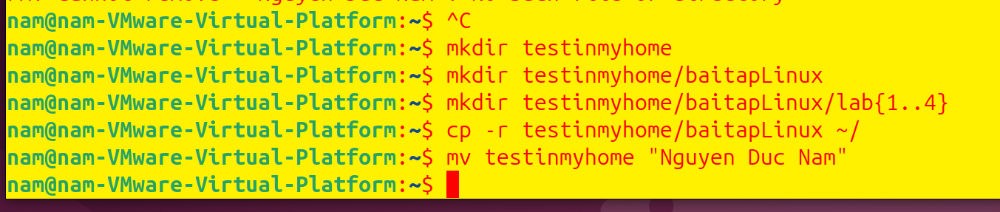 nam@nam-VMware-Virtual-Platform:~$ ^C
nam@nam-VMware-Virtual-Platform:~$ mkdir testinmyhome
nam@nam-VMware-Virtual-Platform:~$ mkdir testinmyhome/baitapLinux
nam@nam-VMware-Virtual-Platform:~$ mkdir testinmyhome/baitapLinux/lab{1..4}
nam@nam-VMware-Virtual-Platform:~$ cp -r testinmyhome/baitapLinux ~/
nam@nam-VMware-Virtual-Platform:~$ mv testinmyhome "Nguyen Duc Nam"
nam@nam-VMware-Virtual-Platform:~$